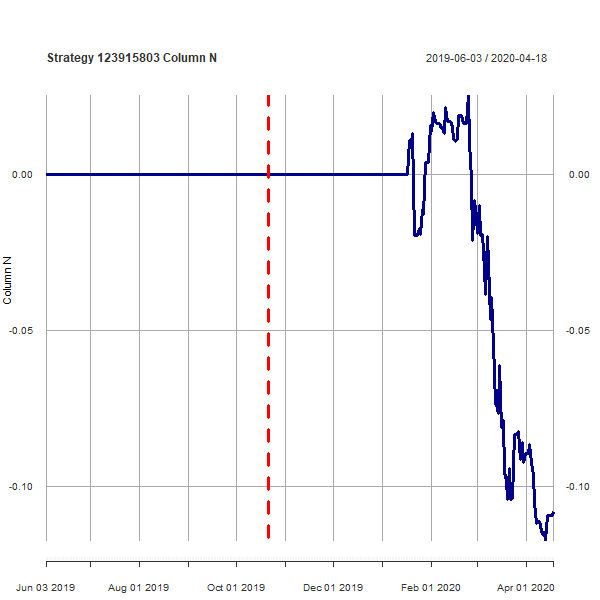 Strategy 123915803 Column N
2019-06-03 / 2020-04-18
0.00 0.00
-0.05 -0.05
-0.10 -0.10
Column N
Jun 03 2019 Aug 01 2019 Oct 01 2019 Dec 01 2019 Feb 01 2020 Apr 01 2020